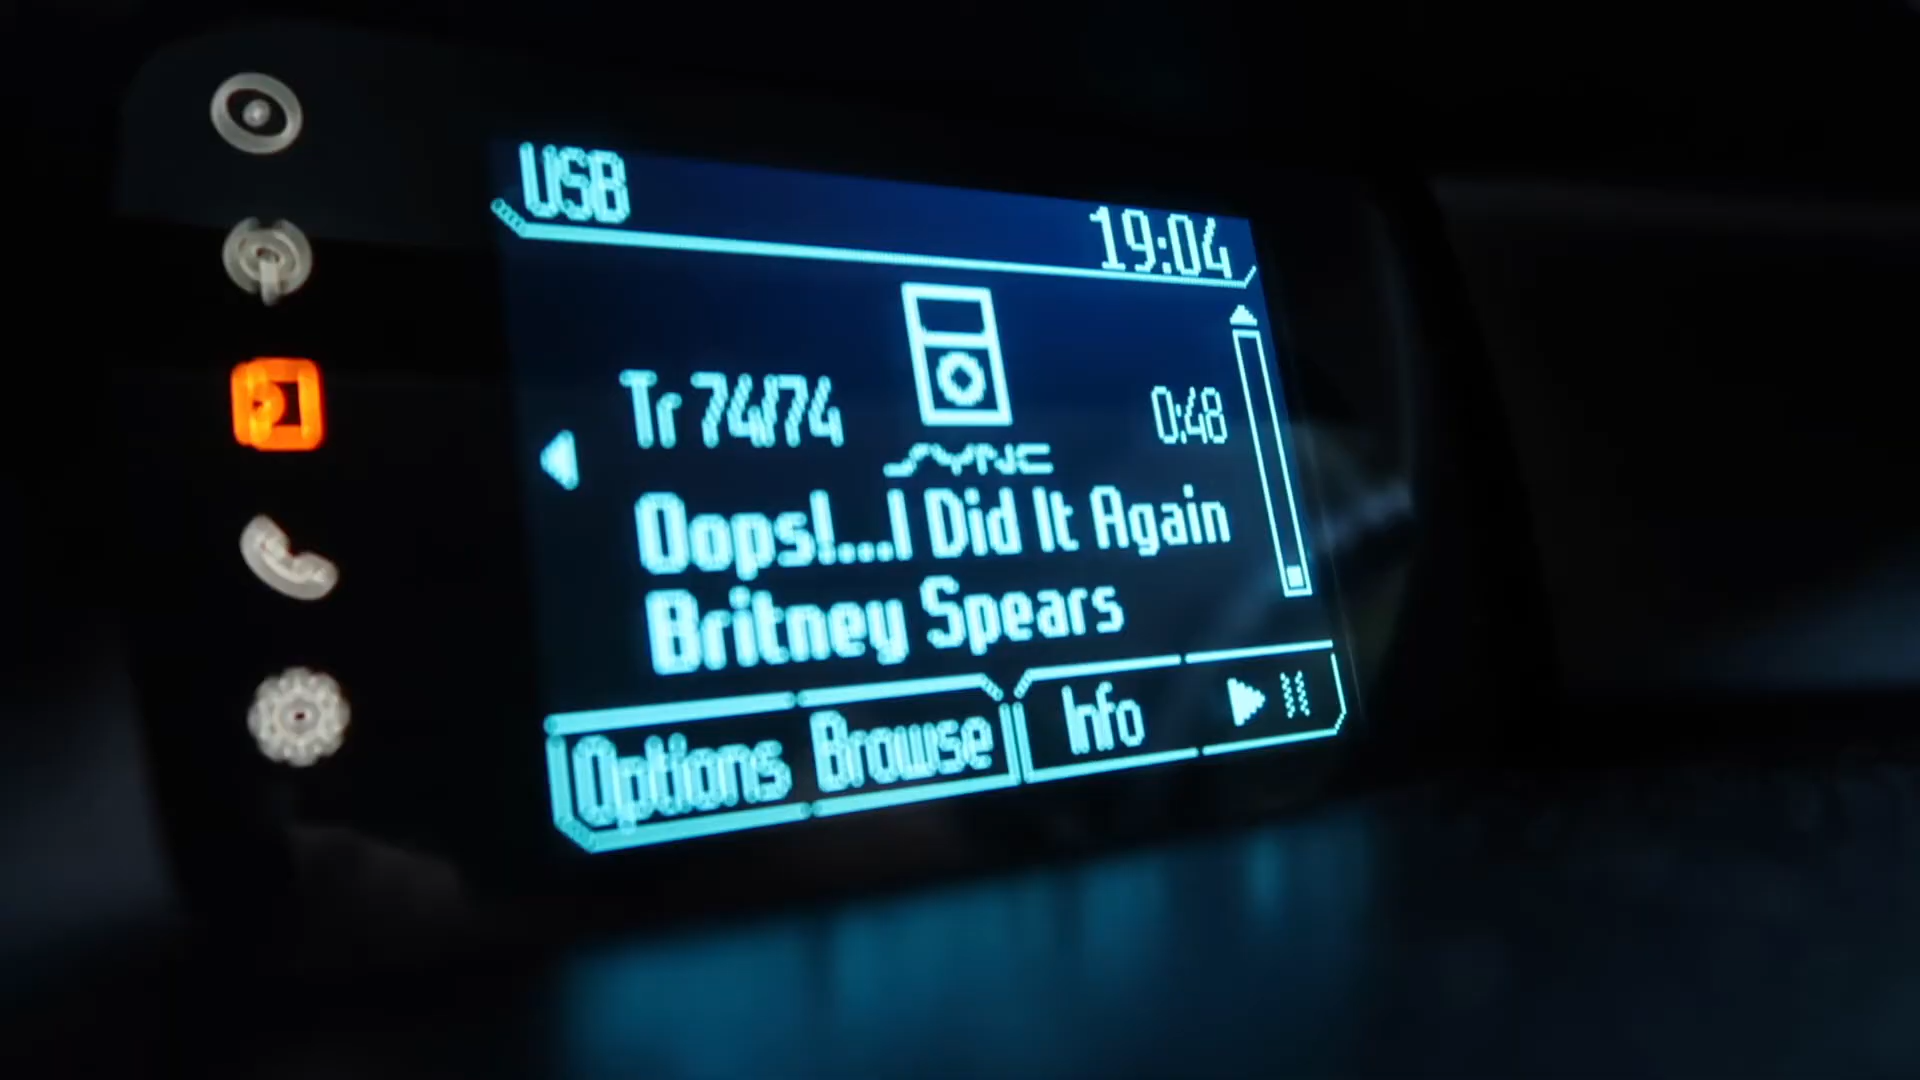 USB
19:04
Tr 74/74
0:48
SYNC
Oops!...I Did It Again
Britney Spears
Options Browse Info